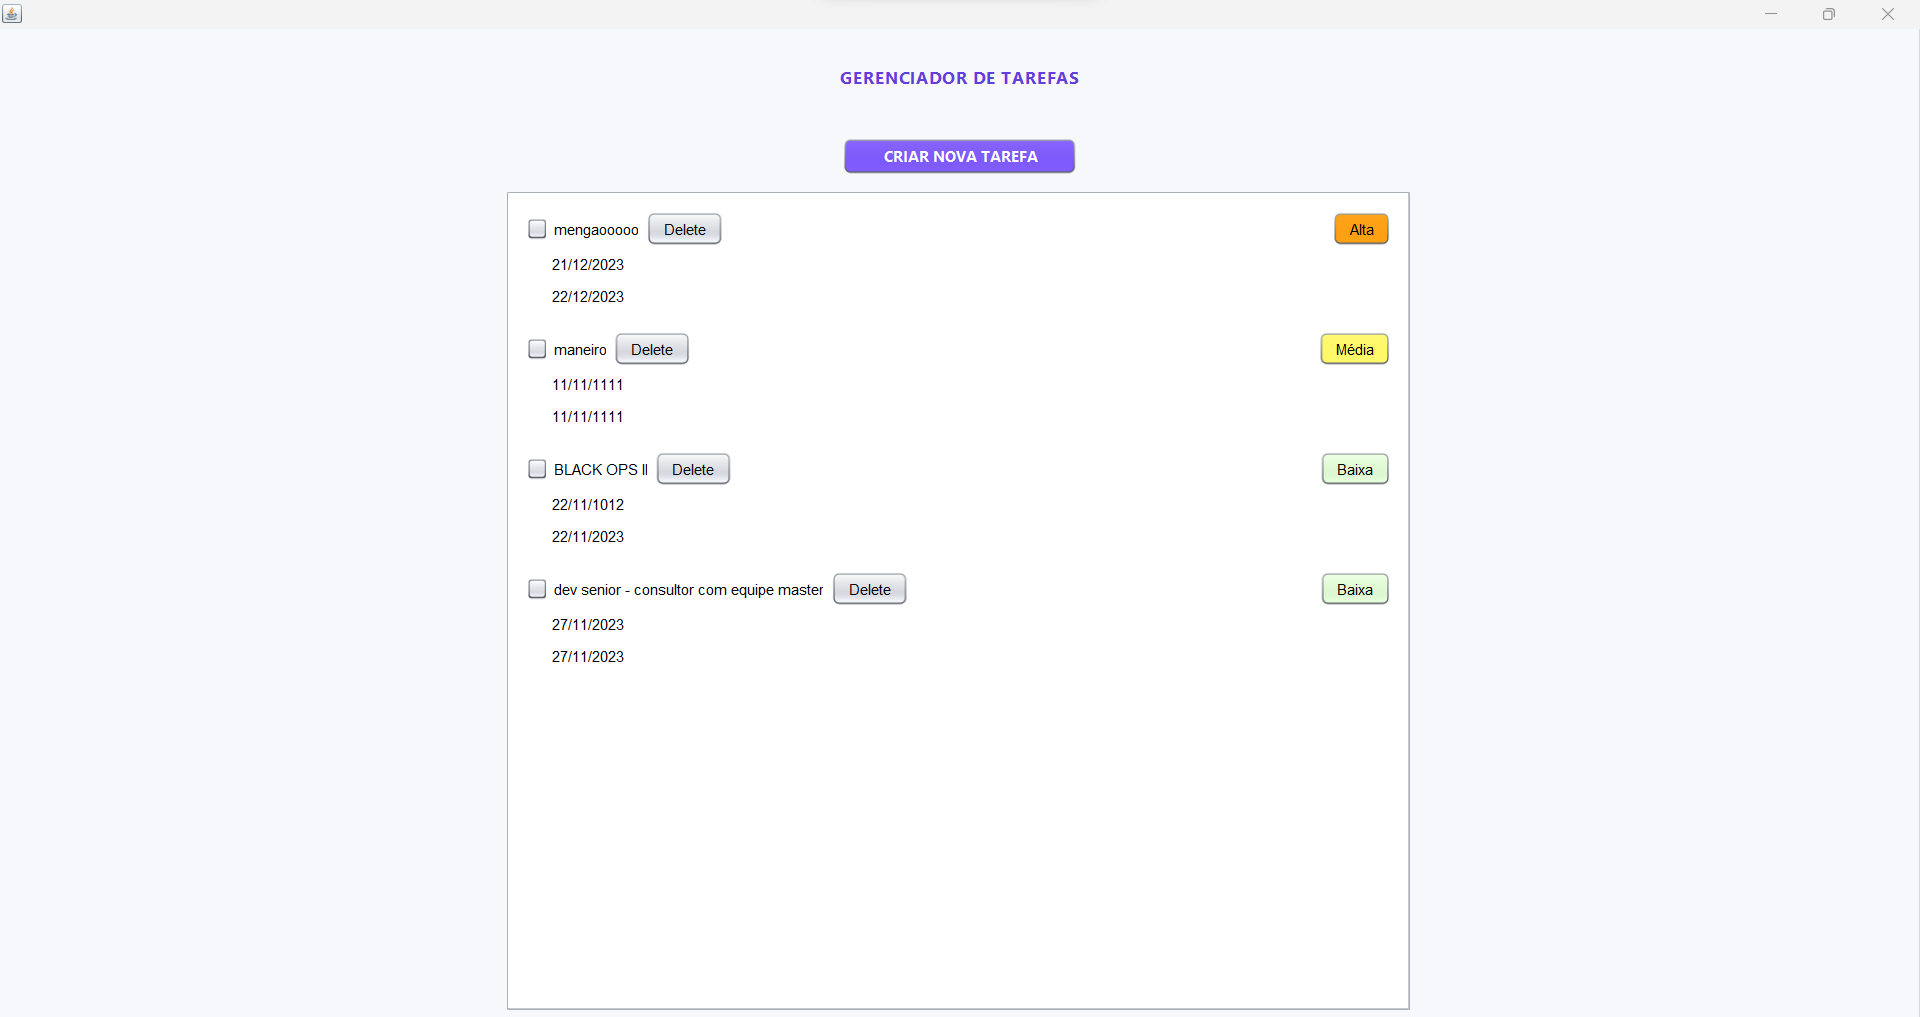 GERENCIADOR DE TAREFAS
CRIAR NOVA TAREFA
mengaooooo Delete Alta
21/12/2023
22/12/2023
maneiro Delete Média
11/11/1111
11/11/1111
BLACK OPS II Delete Baixa
22/11/1012
22/11/2023
dev senior - consultor com equipe master Delete Baixa
27/11/2023
27/11/2023